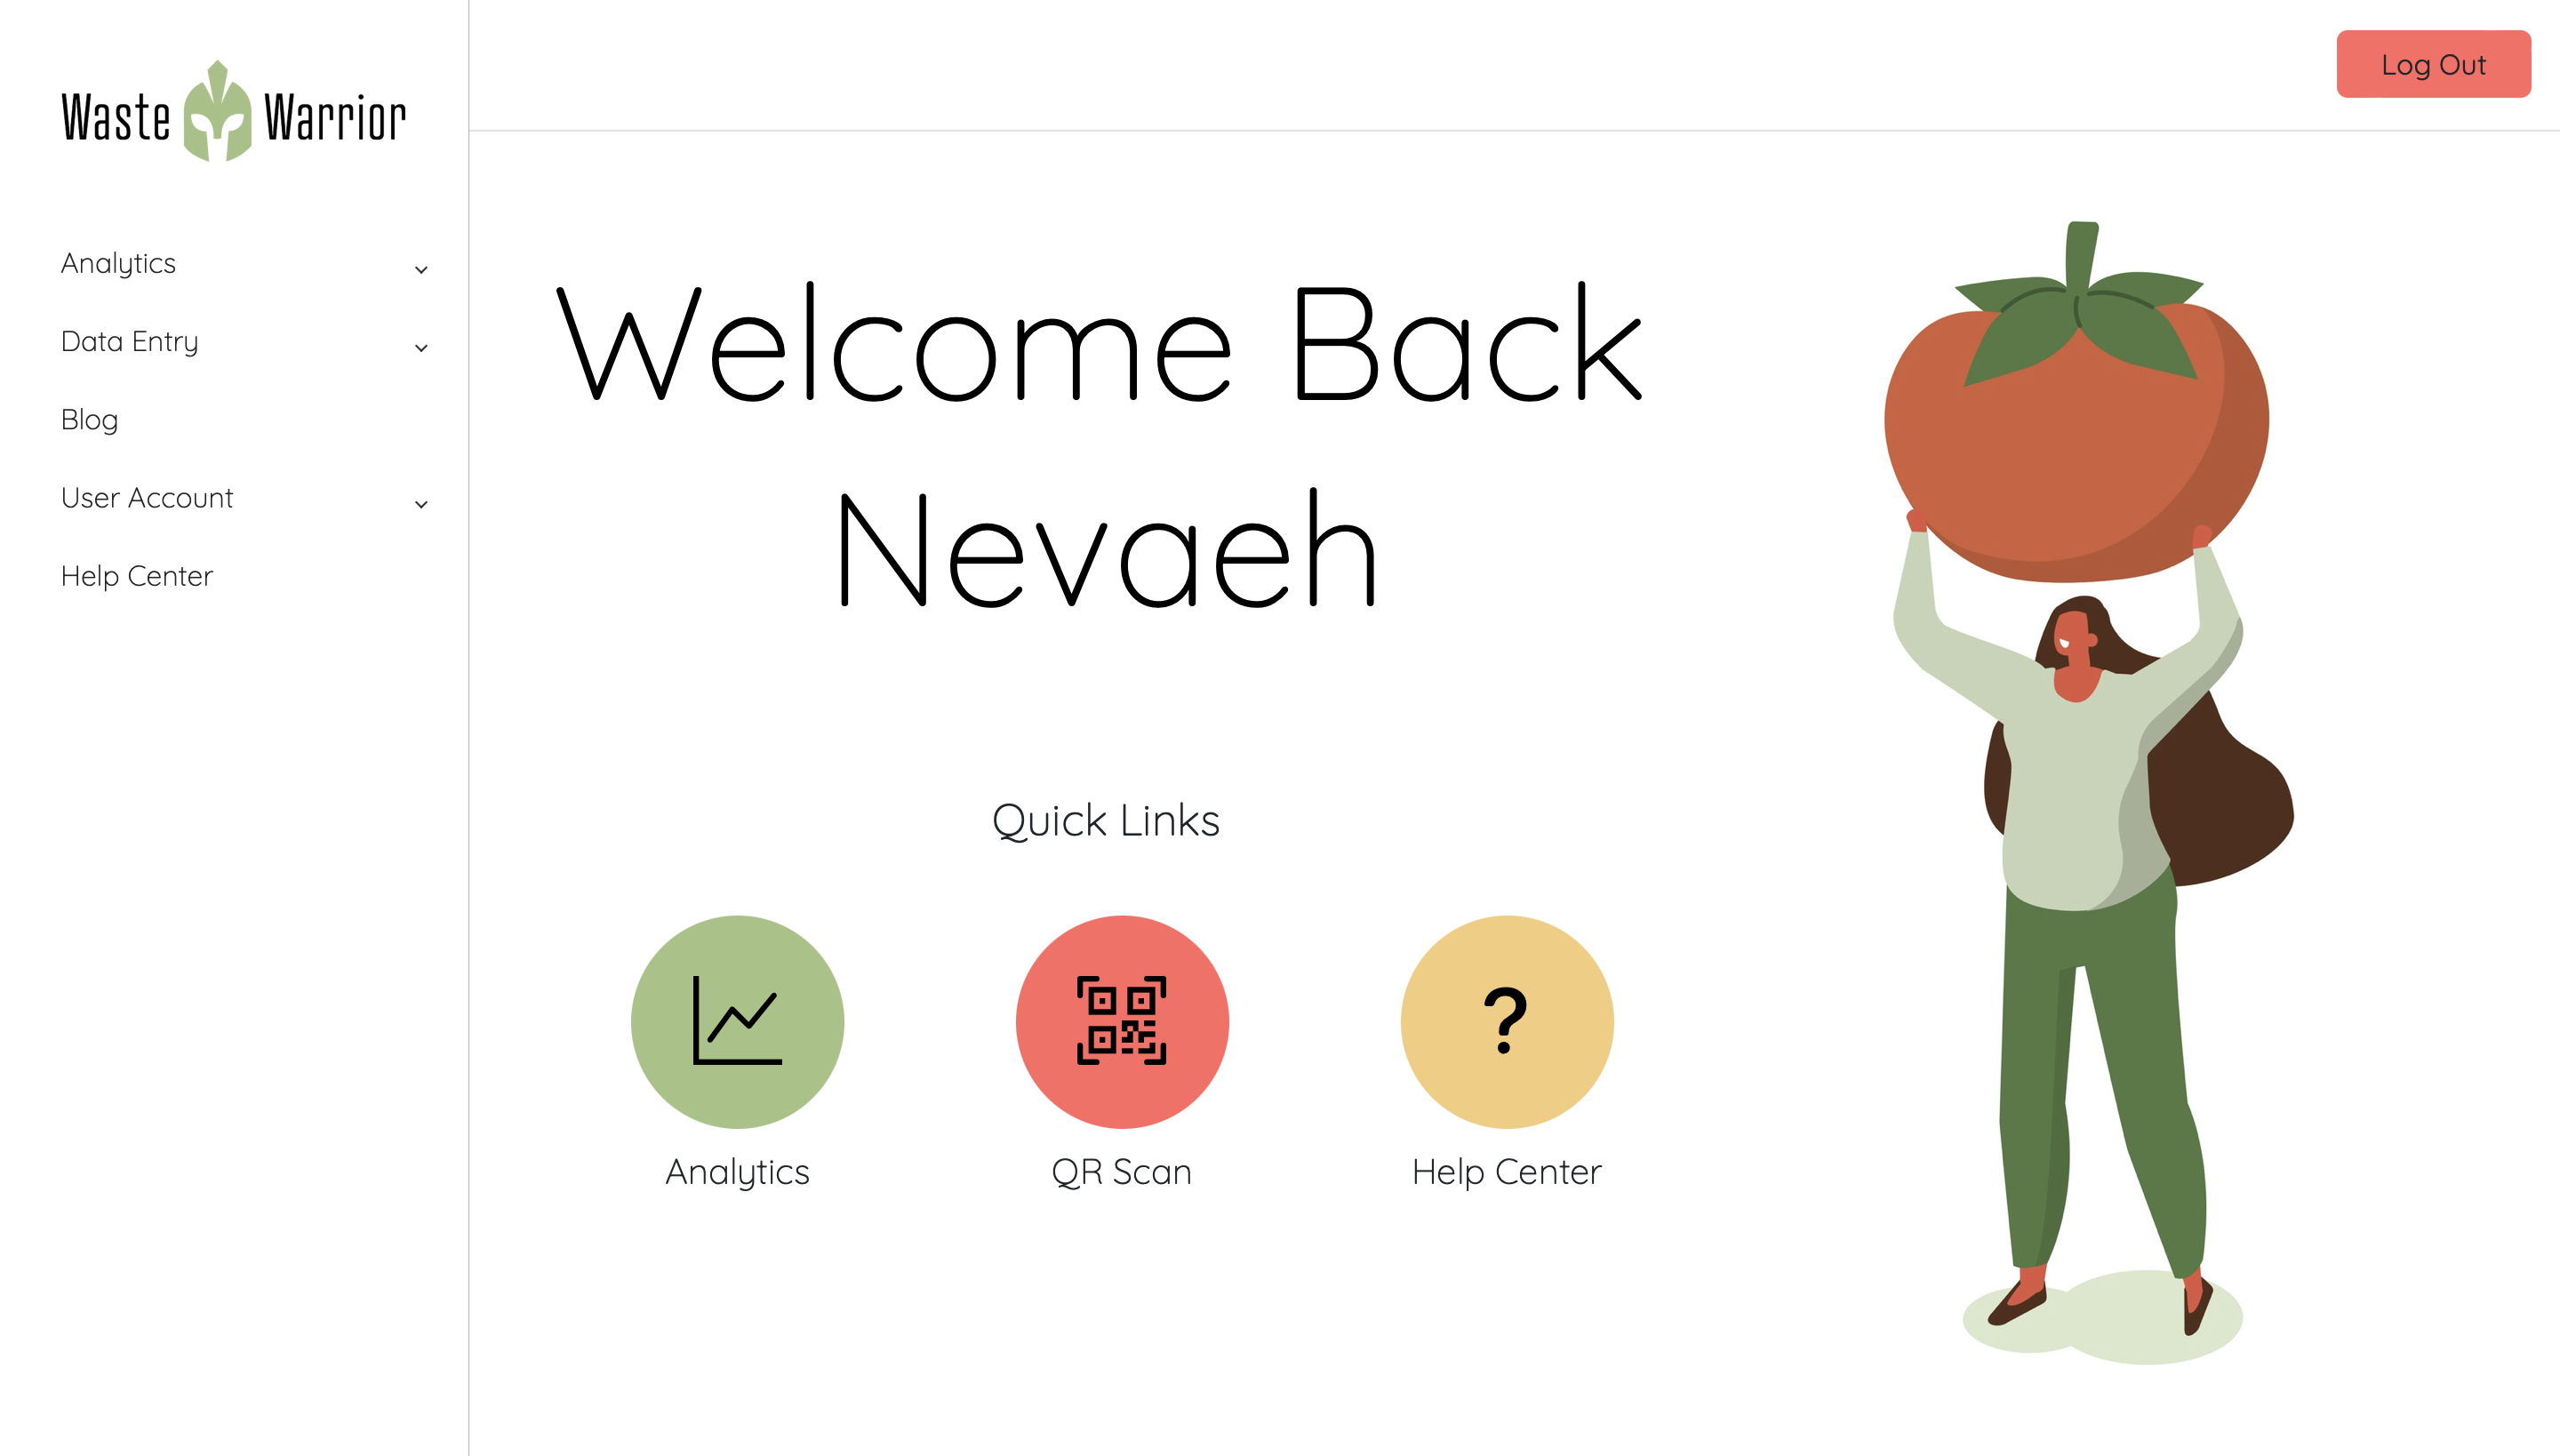 Waste Warrior
Log Out
Analytics
Data Entry
Blog
User Account
Help Center
Welcome Back
Nevaeh
Quick Links
Analytics
QR Scan
?
Help Center